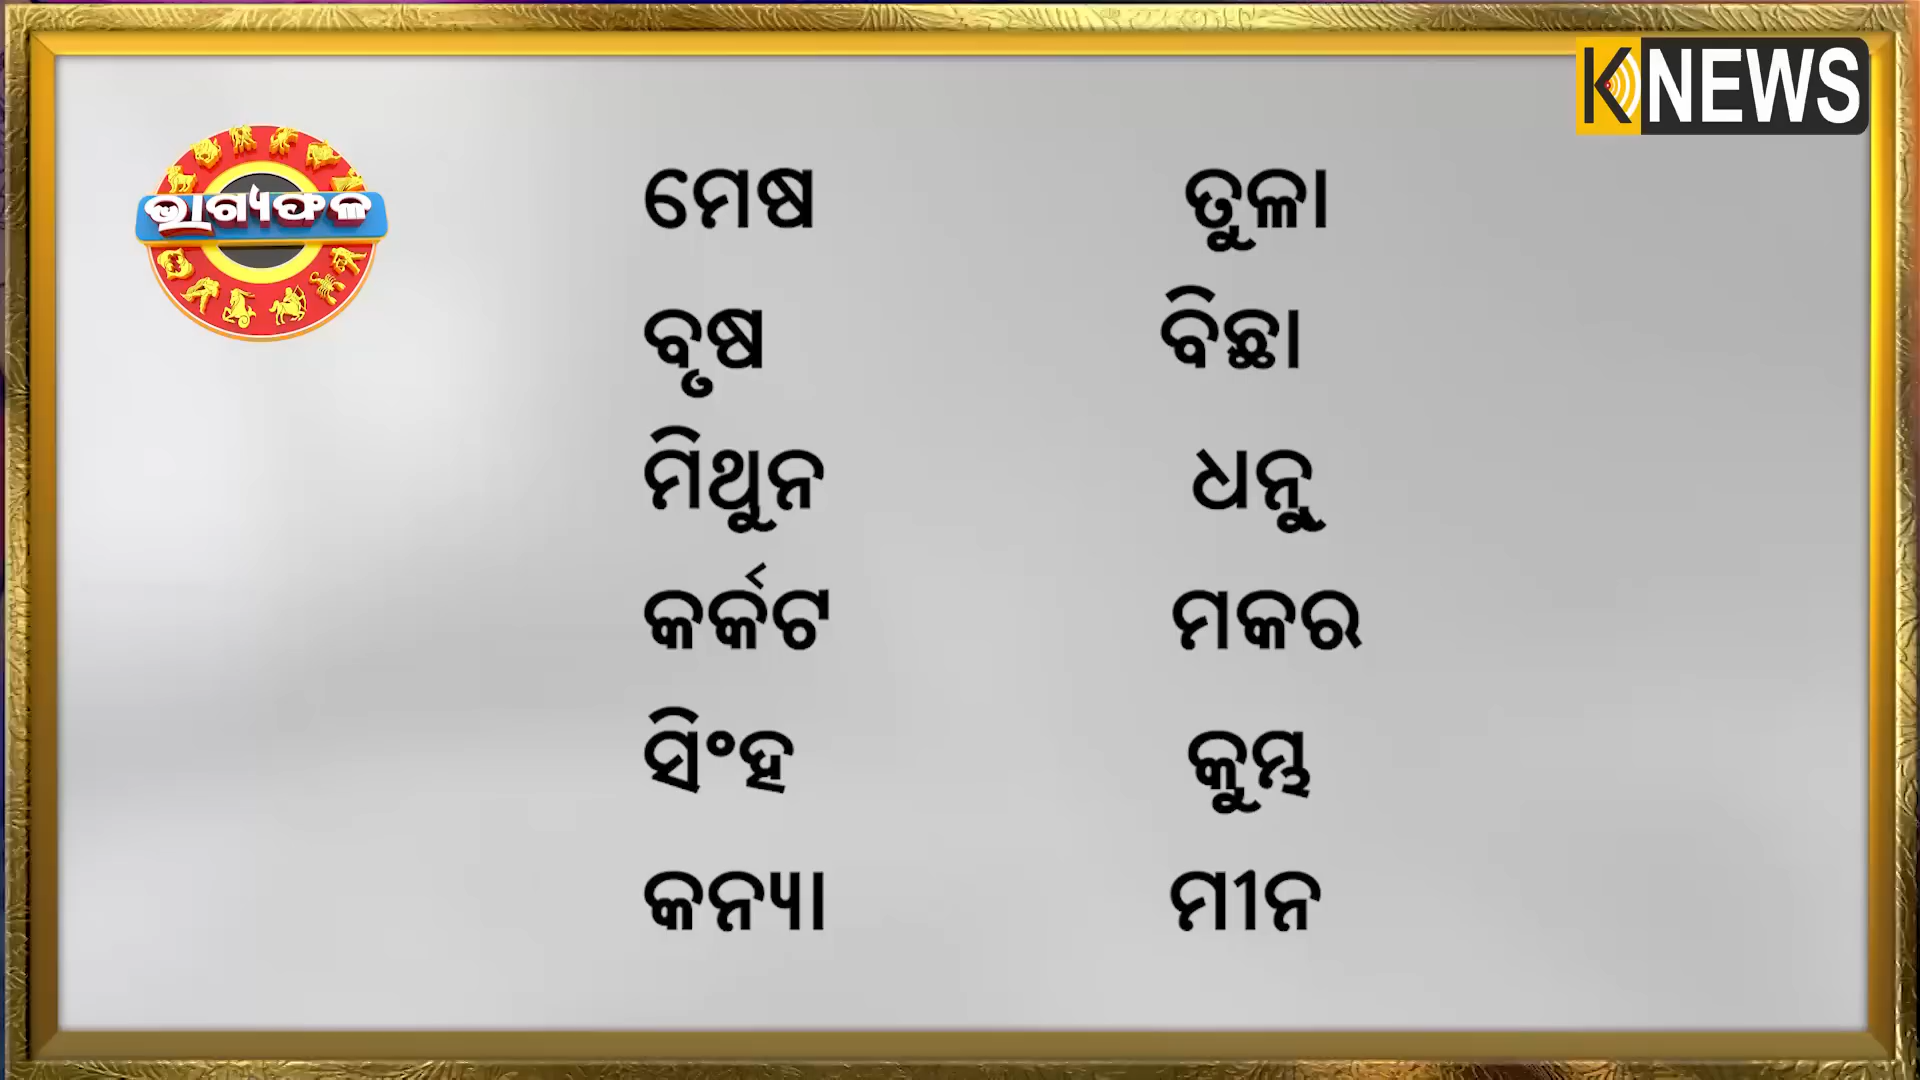 KNEWS
ଭାଗ୍ୟଫଳ
ମେଷ ତୁଳା
ବୃଷ ବିଛା
ମିଥୁନ ଧନୁ
କର୍କଟ ମକର
ସିଂହ କୁମ୍ଭ
କନ୍ୟା ମୀନ